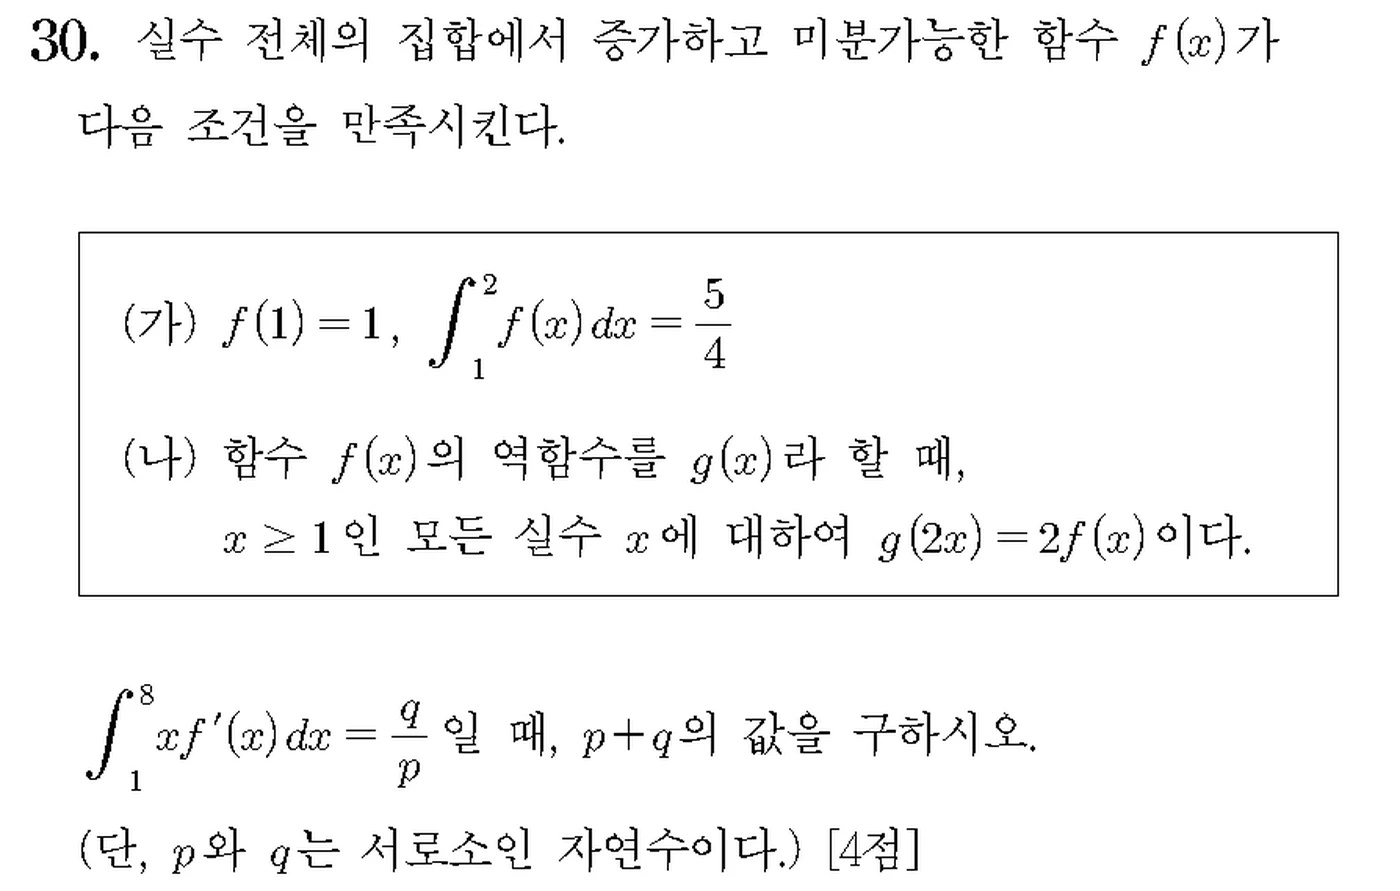 30. 실수 전체의 집합에서 증가하고 미분가능한 함수 f(x)가
다음 조건을 만족시킨다.
(가) f(1)=1, ∫₁² f(x)dx = 5/4
(나) 함수 f(x)의 역함수를 g(x)라 할 때,
x ≥ 1인 모든 실수 x에 대하여 g(2x)=2f(x)이다.
∫₁⁸ xf′(x)dx = q/p 일 때, p+q의 값을 구하시오.
(단, p와 q는 서로소인 자연수이다.) [4점]